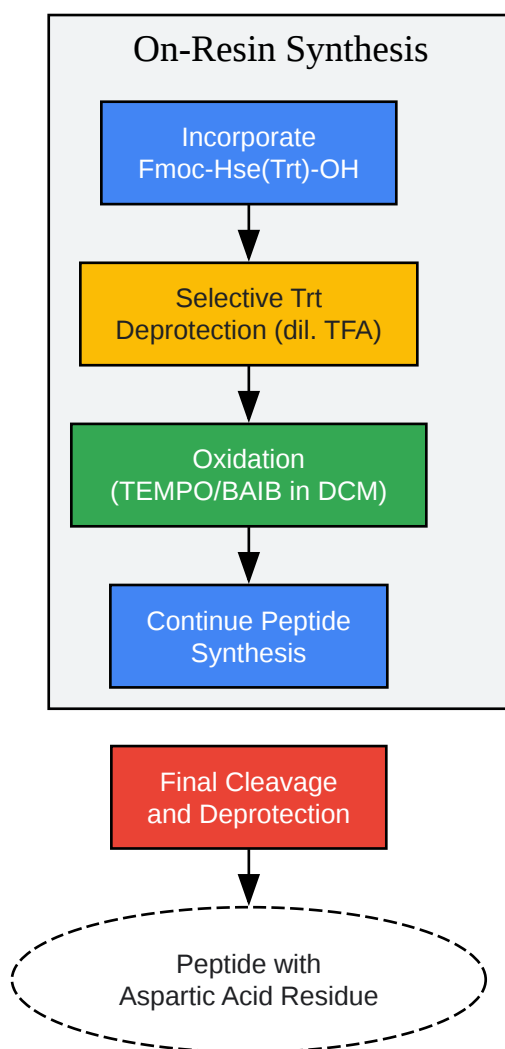 On-Resin Synthesis
Incorporate
Fmoc-Hse(Trt)-OH
Selective Trt
Deprotection (dil. TFA)
Oxidation
(TEMPO/BAIB in DCM)
Continue Peptide
Synthesis
Final Cleavage
and Deprotection
Peptide with
Aspartic Acid Residue